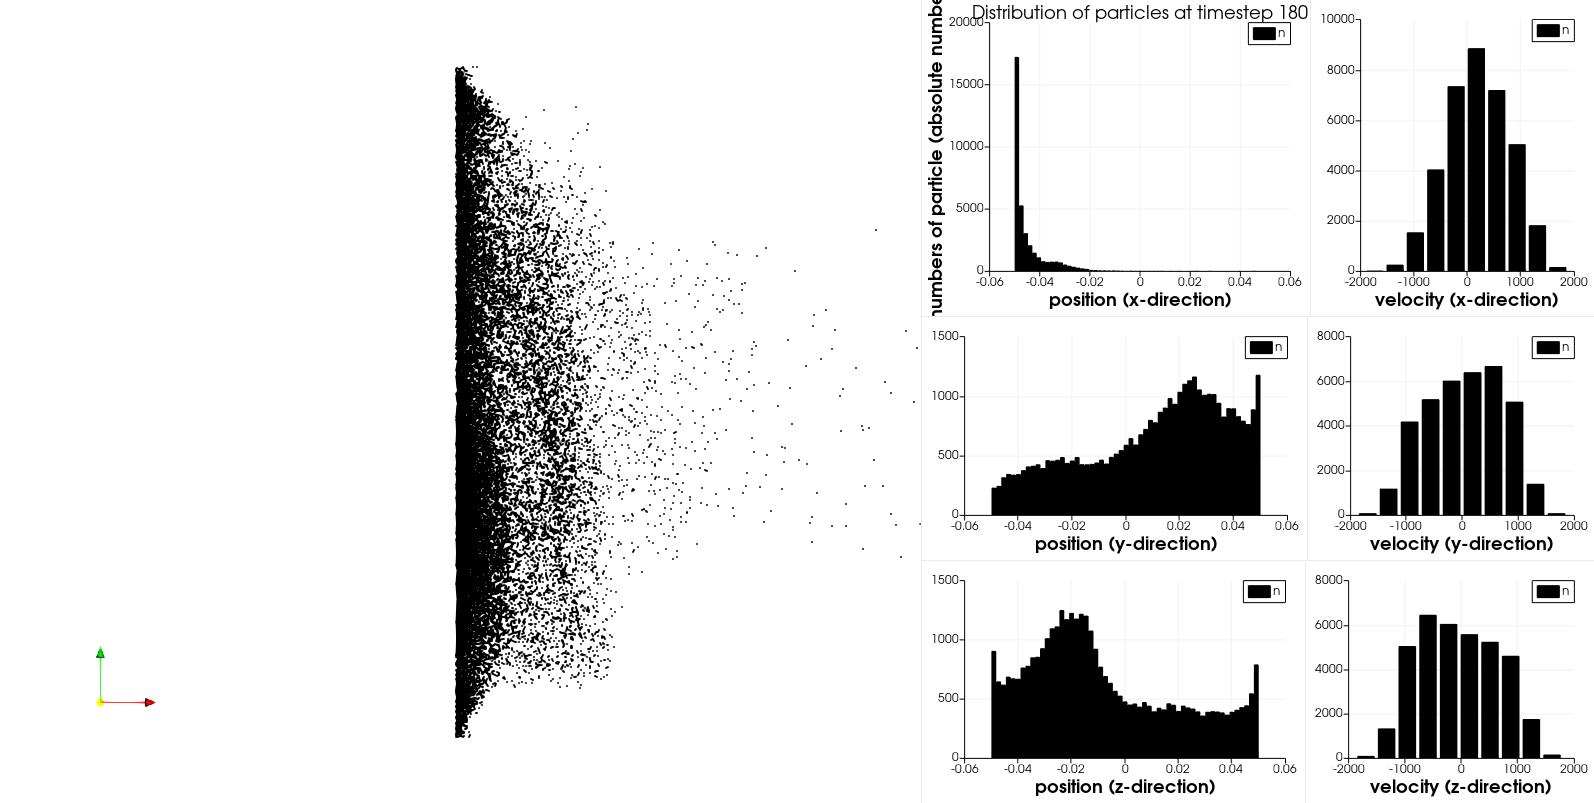 Distribution of particles at timestep 180
numbers of particle (absolute numbe
20000
15000
10000
5000
0
-0.06 -0.04 -0.02 0 0.02 0.04 0.06
position (x-direction)
n
10000
8000
6000
4000
2000
0
-2000 -1000 0 1000 2000
velocity (x-direction)
n
1500
1000
500
0
-0.06 -0.04 -0.02 0 0.02 0.04 0.06
position (y-direction)
n
8000
6000
4000
2000
0
-2000 -1000 0 1000 2000
velocity (y-direction)
n
1500
1000
500
0
-0.06 -0.04 -0.02 0 0.02 0.04 0.06
position (z-direction)
n
8000
6000
4000
2000
0
-2000 -1000 0 1000 2000
velocity (z-direction)
n